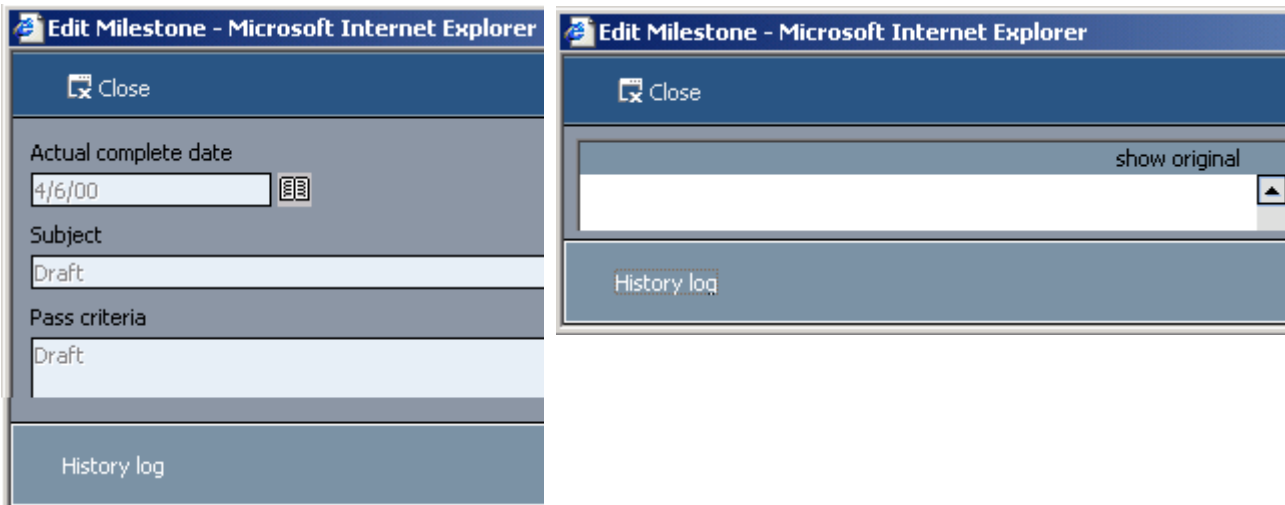 Edit Milestone - Microsoft Internet Explorer
Close
Actual complete date
4/6/00
Subject
Draft
Pass criteria
Draft
History log
Edit Milestone - Microsoft Internet Explorer
Close
show original
History log